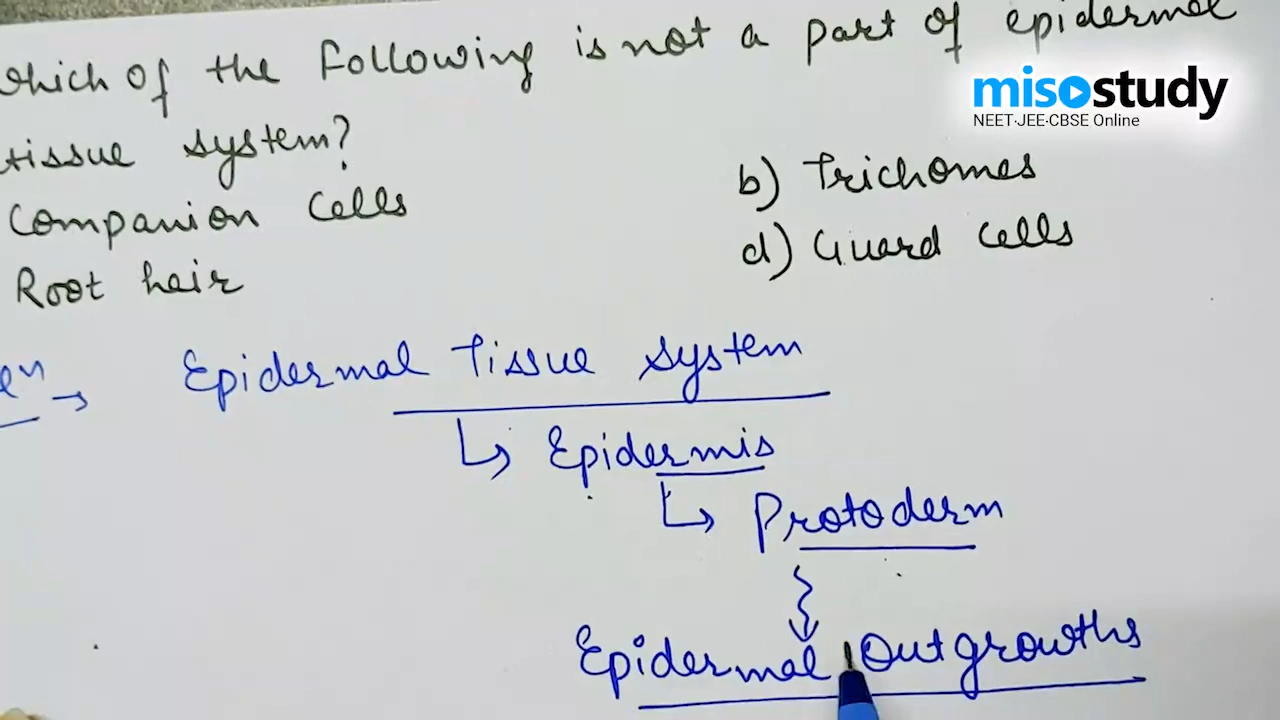 which of the following is not a part of epidermal
misostudy
NEET-JEE-CBSE Online
tissue system?
Companion Cells
b) Trichomes
Root hair
d) Guard cells
Epidermal Tissue system
Epidermis
Protoderm
Epidermal Outgrowths